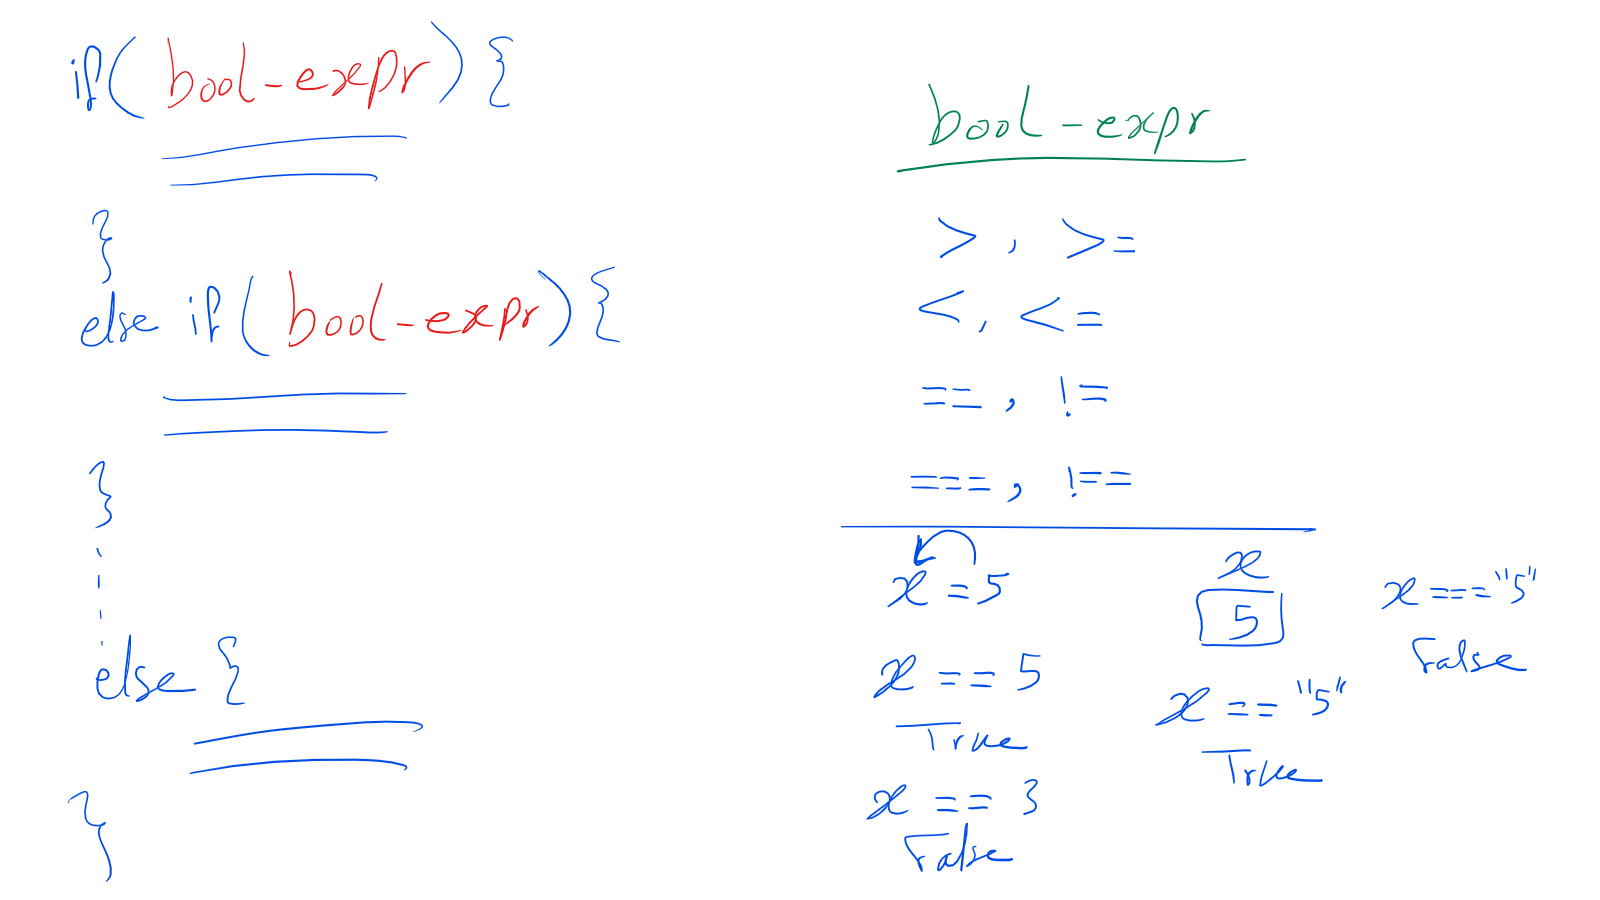 if( bool-expr) {
}
else if( bool-expr) {
}
else {
}
bool-expr
> , >=
< , <=
== , !=
=== , !==
x = 5
x == 5
True
x == 3
False
x
5
x == "5"
True
x === "5"
False